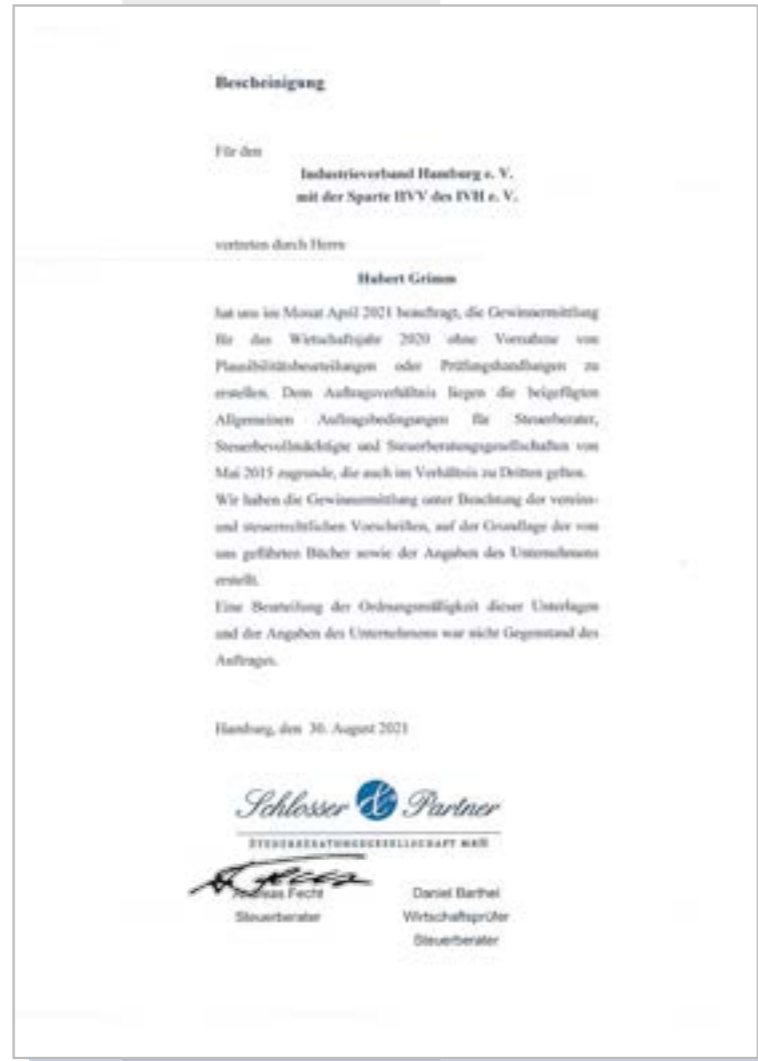 Bescheinigung
Für den
Industrieverband Hamburg e. V.
mit der Sparte HVV des IVH e. V.
vertreten durch Herrn
Hubert Grimm
hat uns im Monat April 2021 beauftragt, die Gewinnermittlung
für das Wirtschaftsjahr 2020 ohne Vornahme von
Plausibilitätsbeurteilungen oder Prüfungshandlungen zu
erstellen. Dem Auftragsverhältnis liegen die beigefügten
Allgemeinen Auftragsbedingungen für Steuerberater,
Steuerbevollmächtigte und Steuerberatungsgesellschaften von
Mai 2015 zugrunde, die auch im Verhältnis zu Dritten gelten.
Wir haben die Gewinnermittlung unter Beachtung der vereins-
und steuerrechtlichen Vorschriften, auf der Grundlage der von
uns geführten Bücher sowie der Angaben des Unternehmens
erstellt.
Eine Beurteilung der Ordnungsmäßigkeit dieser Unterlagen
und der Angaben des Unternehmens war nicht Gegenstand des
Auftrages.
Hamburg, den 30. August 2021
Schlosser & Partner
STEUERBERATUNGSGESELLSCHAFT MBH
Andreas Fecht Daniel Barthel
Steuerberater Wirtschaftsprüfer
Steuerberater